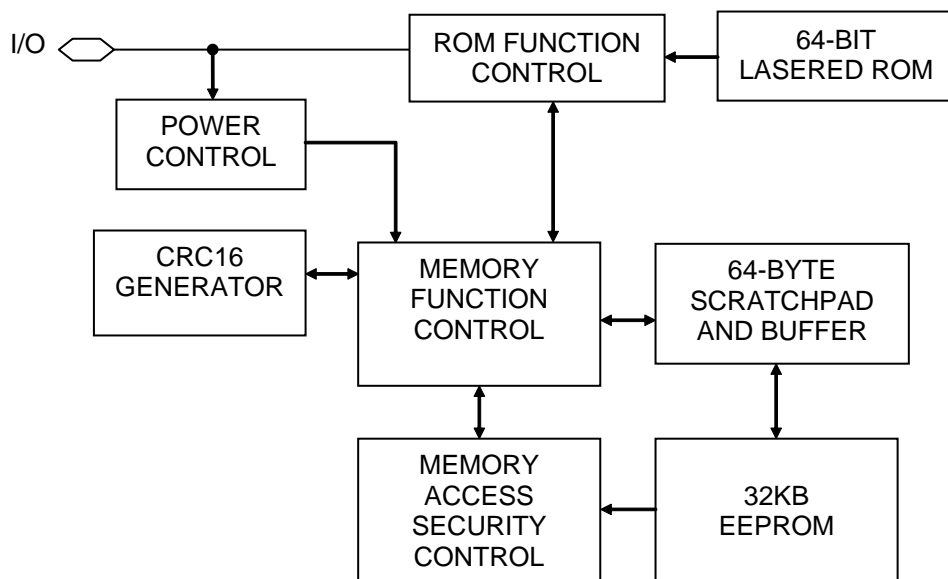 I/O
ROM FUNCTION
CONTROL
64-BIT
LASERED ROM
POWER
CONTROL
CRC16
GENERATOR
MEMORY
FUNCTION
CONTROL
64-BYTE
SCRATCHPAD
AND BUFFER
MEMORY
ACCESS
SECURITY
CONTROL
32KB
EEPROM